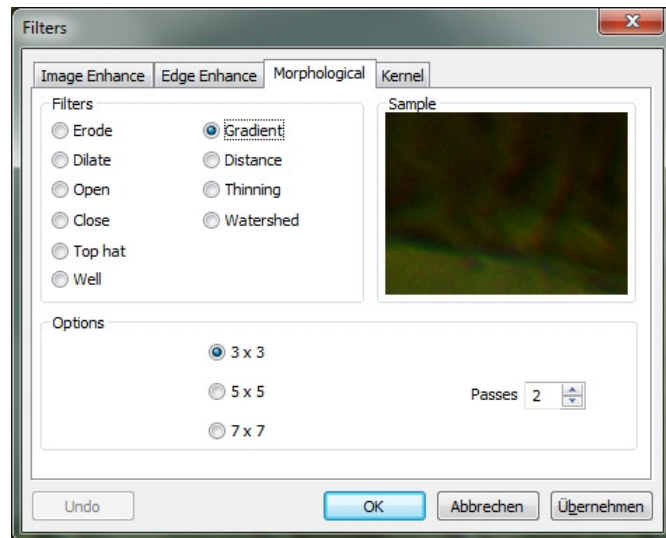 Filters
Image Enhance Edge Enhance Morphological Kernel
Filters
Erode Gradient
Dilate Distance
Open Thinning
Close Watershed
Top hat
Well
Sample
Options
3 x 3
5 x 5
7 x 7
Passes 2
Undo OK Abbrechen Übernehmen